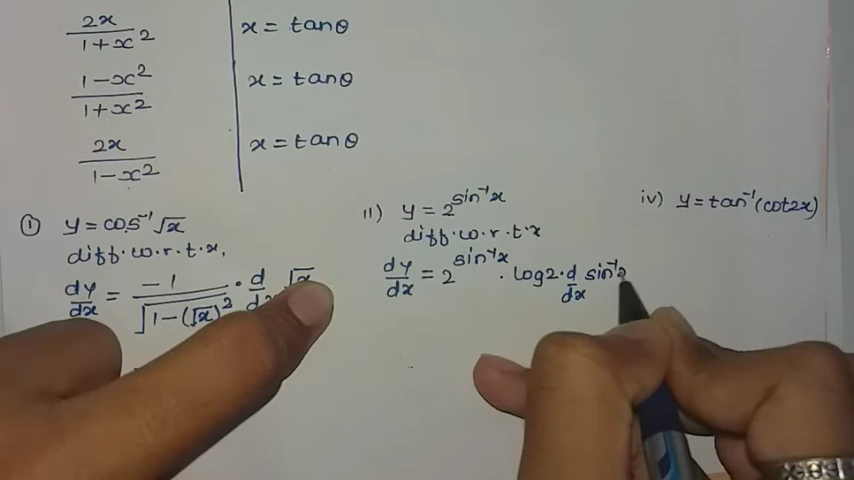 2x/1+x² | x = tanθ
1-x²/1+x² | x = tanθ
2x/1-x² | x = tanθ
① y = cos⁻¹ √x
diff. w.r.t.x,
dy/dx = -1/√1-(√x)² · d/dx √x
ii) y = 2^sin⁻¹x
diff. w.r.t.x
dy/dx = 2^sin⁻¹x · log2 · d/dx sin⁻¹
iv) y = tan⁻¹(cot2x)